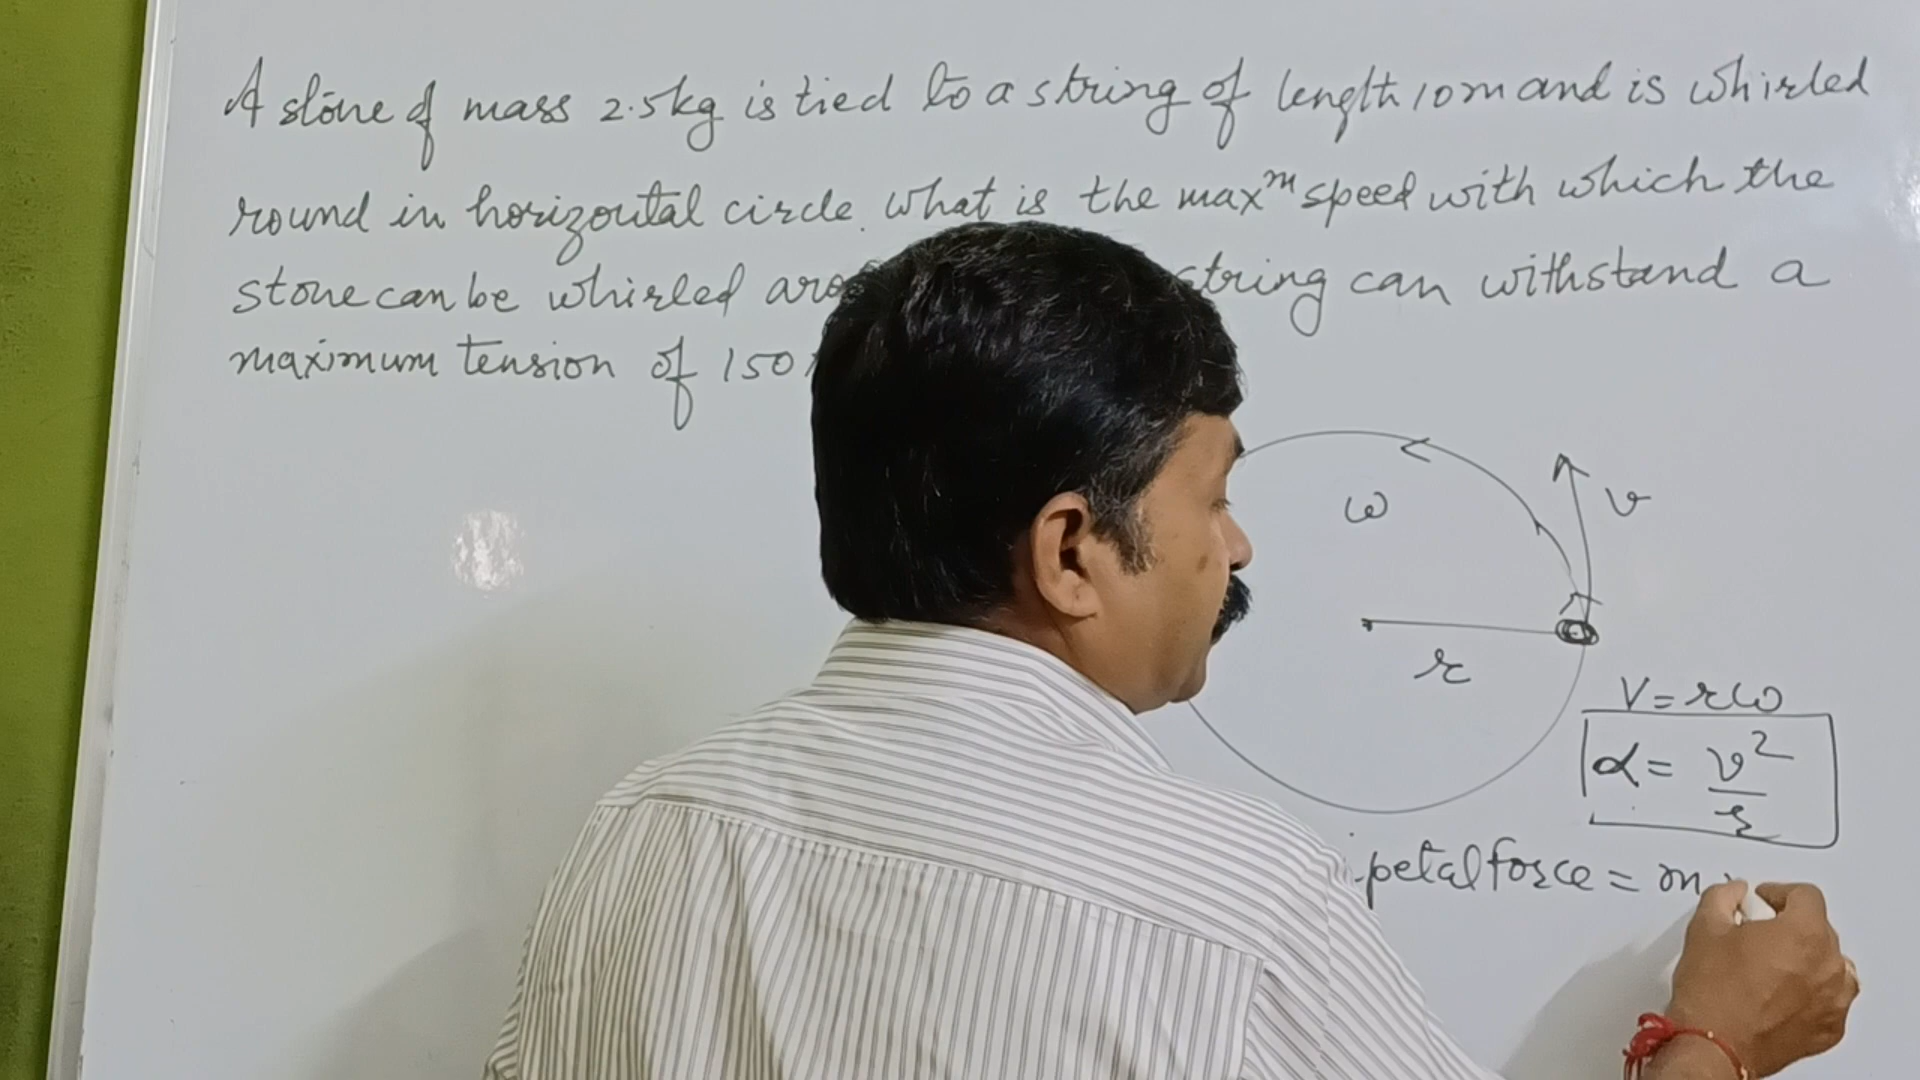 A stone of mass 2.5kg is tied to a string of length 10m and is whirled
round in horizontal circle. what is the maxᵐ speed with which the
stone can be whirled string can withstand a
maximum tension of 150
ω
v
r
V = rω
α = v²/r
petal force = m